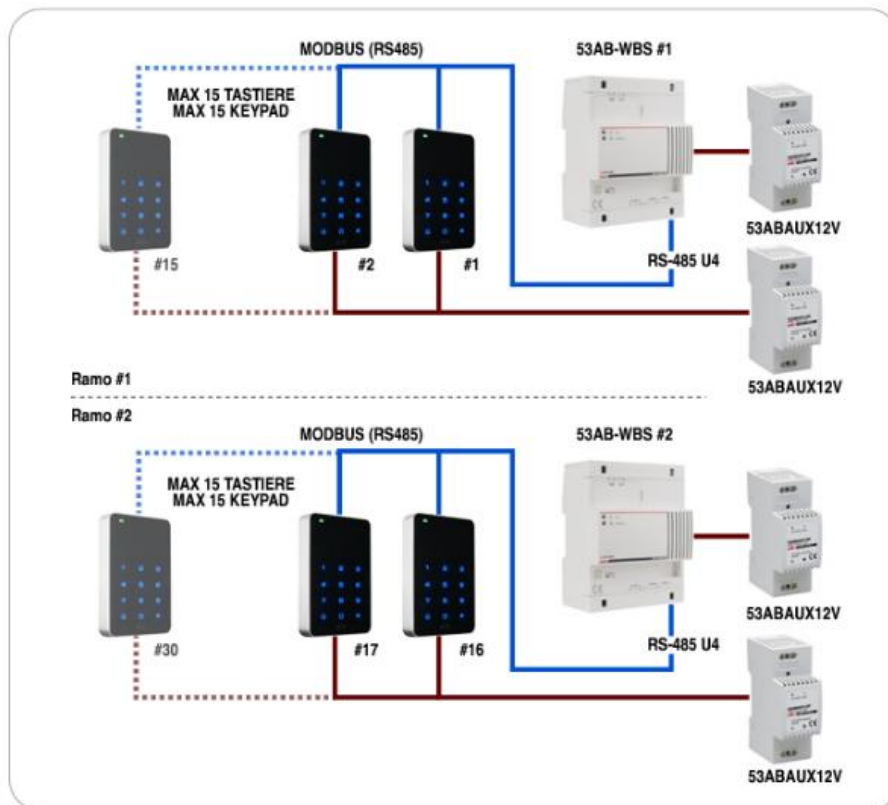 MODBUS (RS485)
53AB-WBS #1
MAX 15 TASTIERE
MAX 15 KEYPAD
53ABAUX12V
#15
#2
#1
RS-485 U4
53ABAUX12V
Ramo #1
Ramo #2
MODBUS (RS485)
53AB-WBS #2
MAX 15 TASTIERE
MAX 15 KEYPAD
53ABAUX12V
#30
#17
#16
RS-485 U4
53ABAUX12V